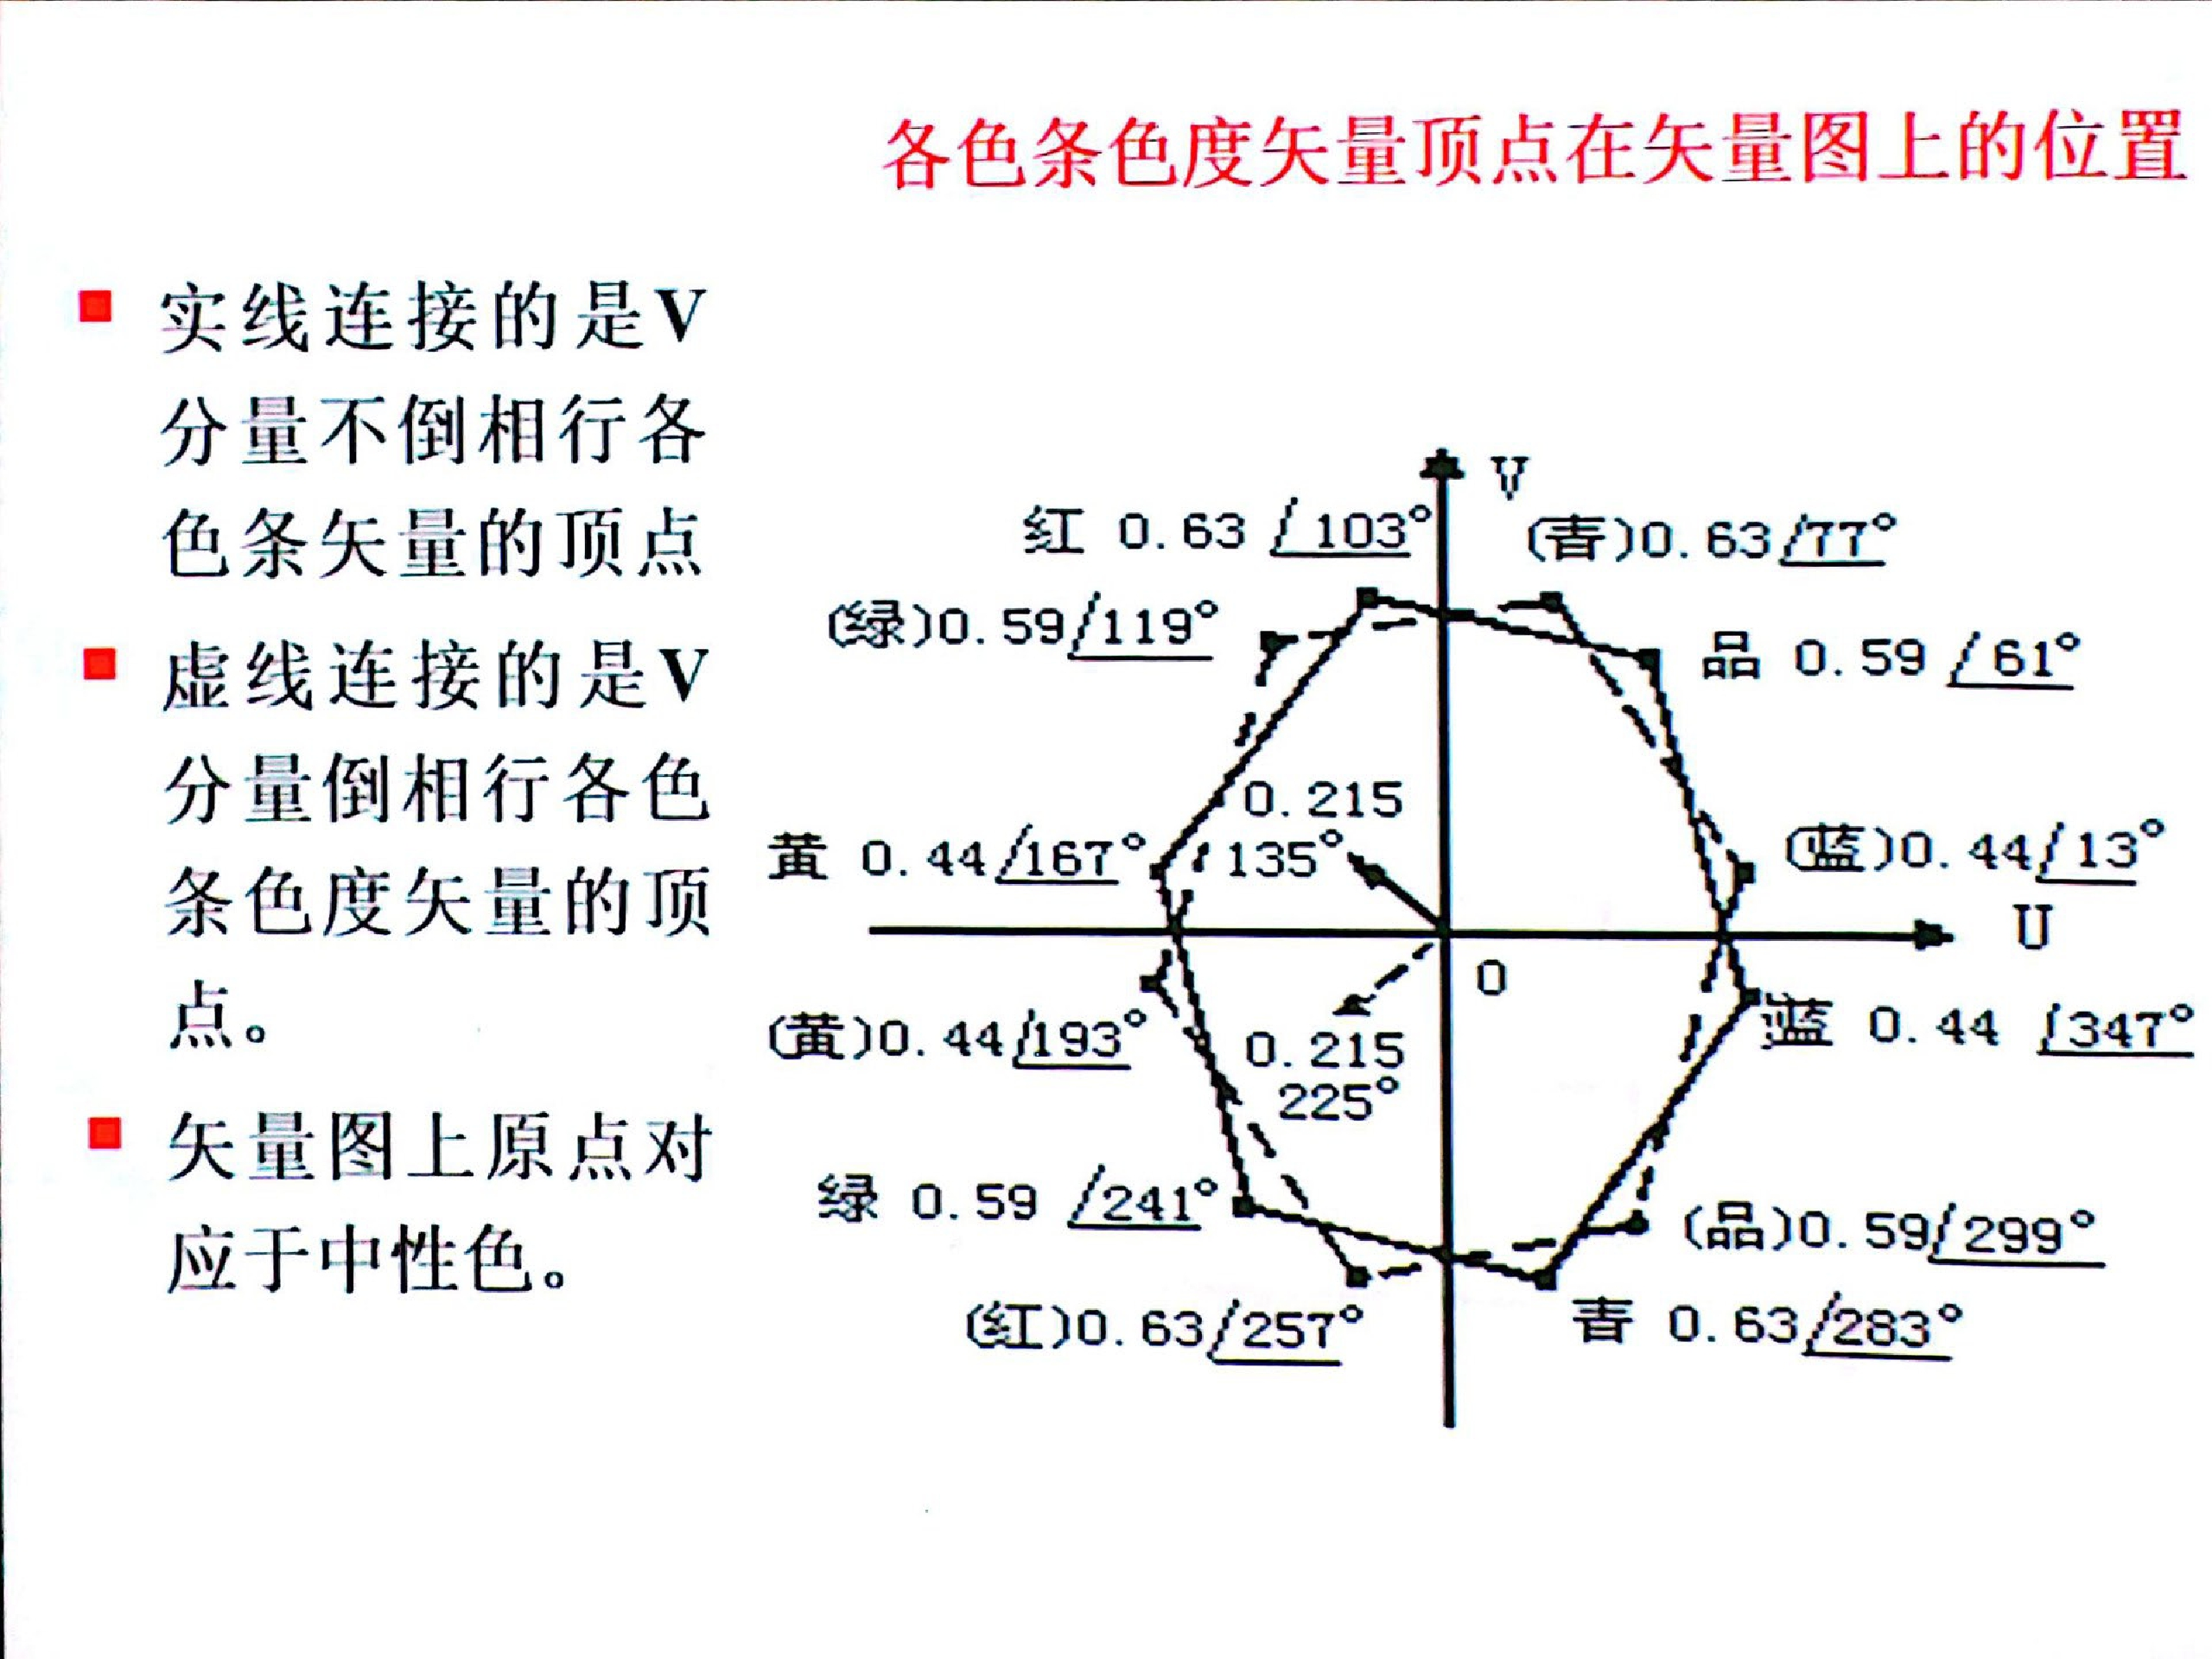 各色条色度矢量顶点在矢量图上的位置
实线连接的是V
分量不倒相行各
色条矢量的顶点
虚线连接的是V
分量倒相行各色
条色度矢量的顶
点。
矢量图上原点对
应于中性色。
V
红 0.63 /103°
(青)0.63/77°
(绿)0.59/119°
品 0.59 /61°
0.215
135°
黄 0.44/167°
(蓝)0.44/13°
U
O
(黄)0.44/193°
0.215
225°
蓝 0.44 /347°
绿 0.59 /241°
(品)0.59/299°
(红)0.63/257°
青 0.63/283°